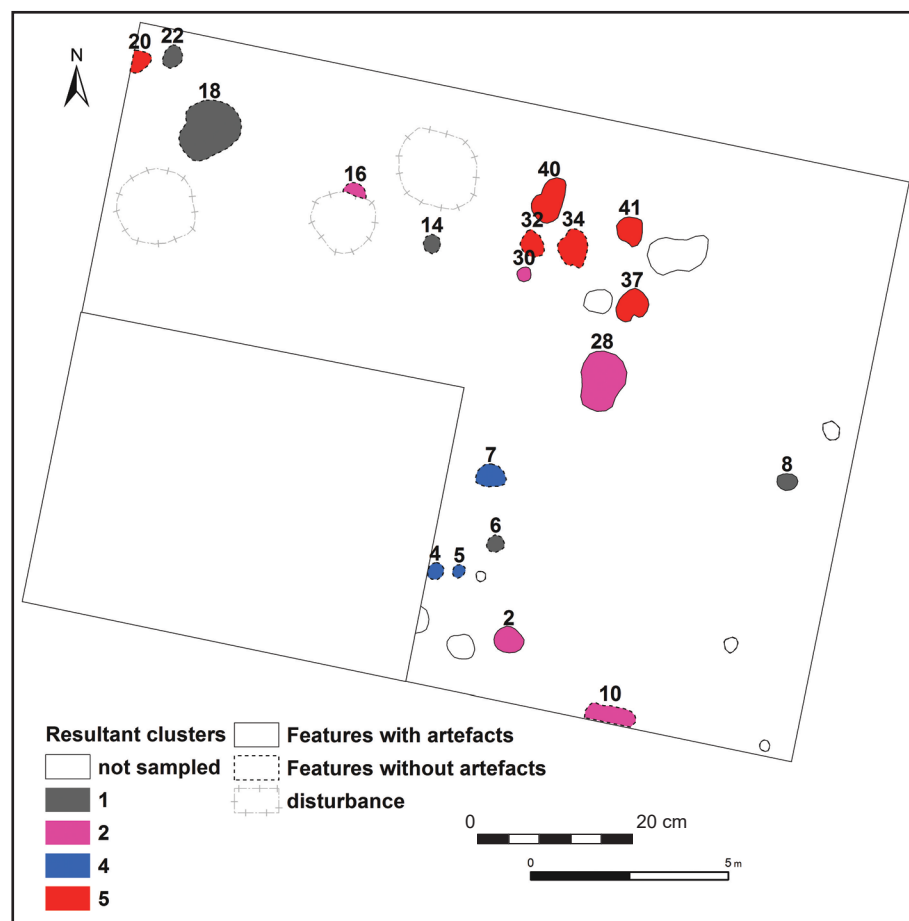 20 22
N
18
16
14
40
32 34
41
30
37
28
7
8
6
4 5
2
10
Resultant clusters
not sampled
1
2
4
5
Features with artefacts
Features without artefacts
disturbance
0 20 cm
0 5 m